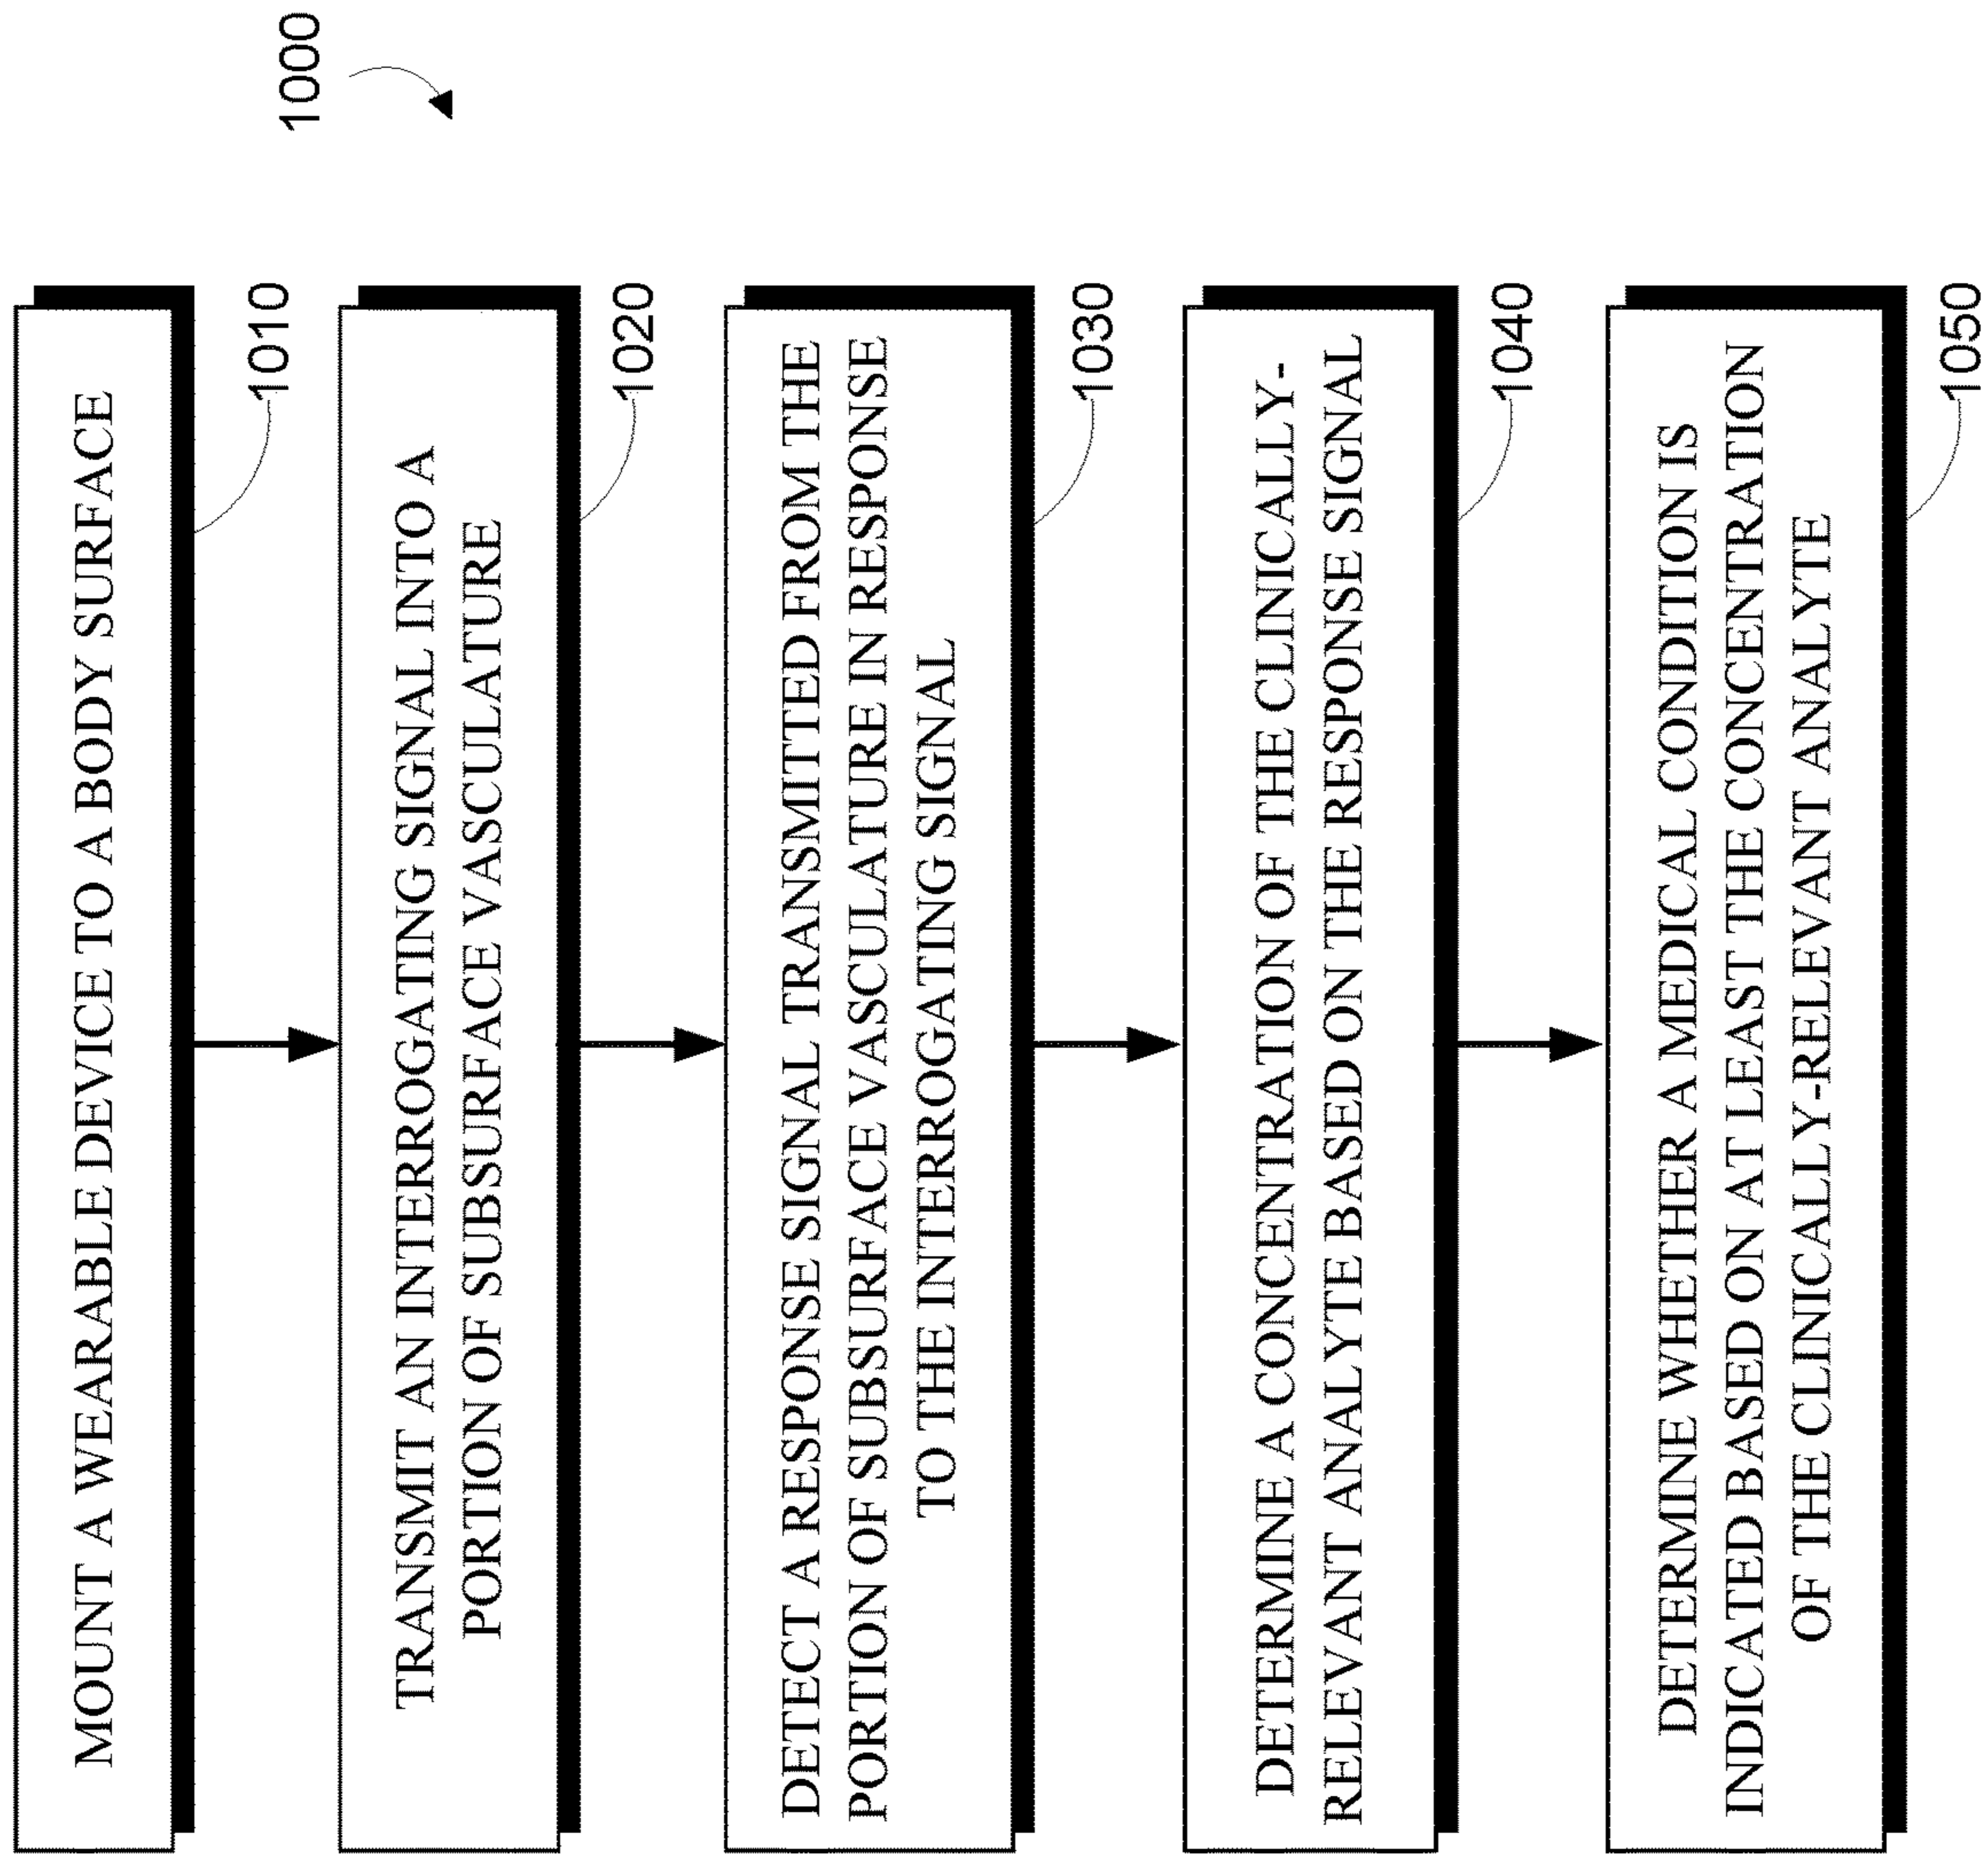 1000
MOUNT A WEARABLE DEVICE TO A BODY SURFACE
1010
TRANSMIT AN INTERROGATING SIGNAL INTO A
PORTION OF SUBSURFACE VASCULATURE
1020
DETECT A RESPONSE SIGNAL TRANSMITTED FROM THE
PORTION OF SUBSURFACE VASCULATURE IN RESPONSE
TO THE INTERROGATING SIGNAL
1030
DETERMINE A CONCENTRATION OF THE CLINICALLY-
RELEVANT ANALYTE BASED ON THE RESPONSE SIGNAL
1040
DETERMINE WHETHER A MEDICAL CONDITION IS
INDICATED BASED ON AT LEAST THE CONCENTRATION
OF THE CLINICALLY-RELEVANT ANALYTE
1050